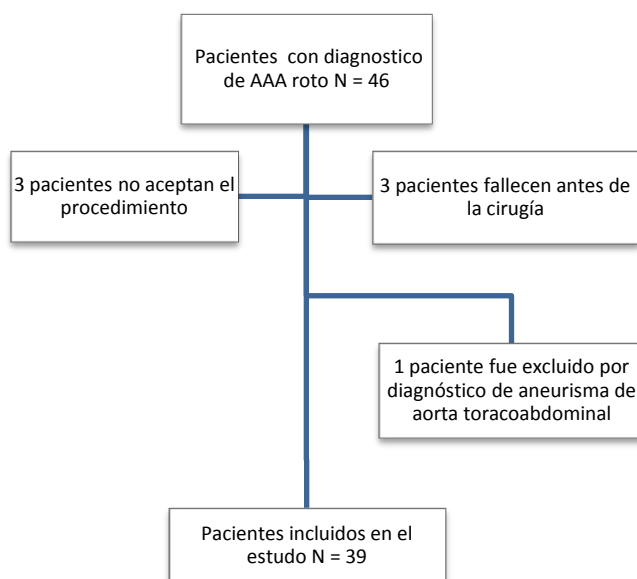 Pacientes con diagnostico
de AAA roto N = 46
3 pacientes no aceptan el
procedimiento
3 pacientes fallecen antes de
la cirugía
1 paciente fue excluido por
diagnóstico de aneurisma de
aorta toracoabdominal
Pacientes incluidos en el
estudo N = 39